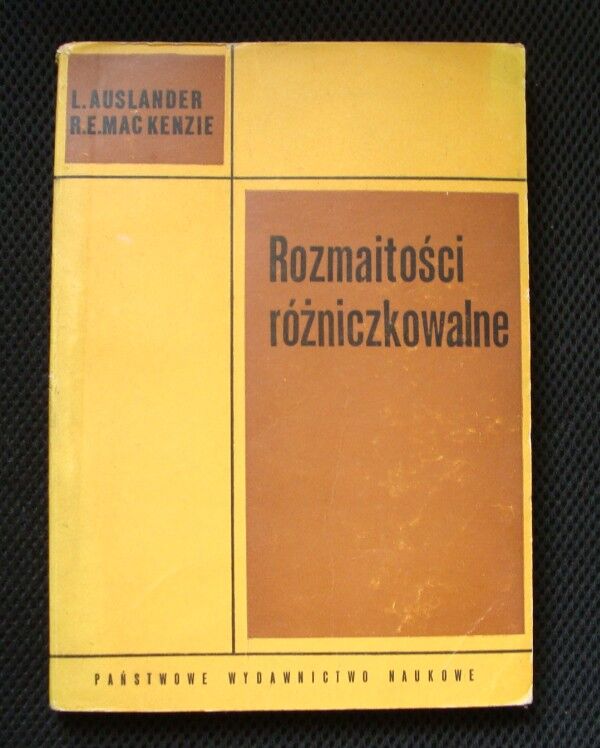 L. AUSLANDER
R.E. MAC KENZIE
Rozmaitości
różniczkowalne
PAŃSTWOWE WYDAWNICTWO NAUKOWE